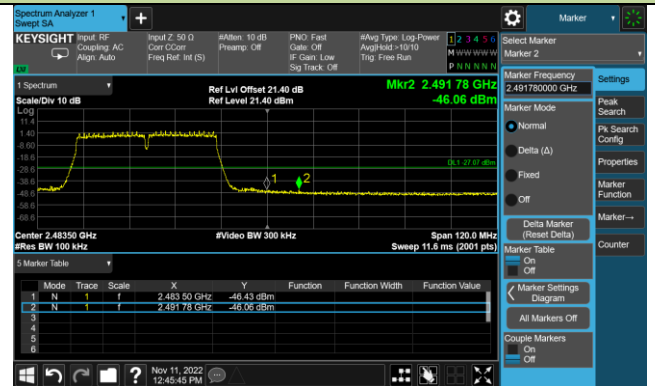 Spectrum Analyzer 1
Swept SA
Marker
KEYSIGHT
Input: RF
Coupling: AC
Align: Auto
Input Z: 50 Ω
Corr CCorr
Freq Ref: Int (S)
#Atten: 10 dB
Preamp: Off
PNO: Fast
Gate: Off
IF Gain: Low
Sig Track: Off
#Avg Type: Log-Power
Avg|Hold:>10/10
Trig: Free Run
1 2 3 4 5 6
M W W W W W
P N N N N N
Select Marker
Marker 2
1 Spectrum
Scale/Div 10 dB
Ref Lvl Offset 21.40 dB
Ref Level 21.40 dBm
Mkr2 2.491 78 GHz
-46.06 dBm
Log
11.4
1.40
-8.60
-18.6
-28.6
-38.6
-48.6
-58.6
-68.6
DL1 -27.07 dBm
1
2
Center 2.48350 GHz
#Res BW 100 kHz
#Video BW 300 kHz
Span 120.0 MHz
Sweep 11.6 ms (2001 pts)
5 Marker Table
Mode Trace Scale X Y Function Function Width Function Value
1 N 1 f 2.483 50 GHz -46.43 dBm
2 N 1 f 2.491 78 GHz -46.06 dBm
3
4
5
6
Nov 11, 2022
12:45:45 PM
Marker Frequency
2.491780000 GHz
Marker Mode
Normal
Delta (Δ)
Fixed
Off
Delta Marker
(Reset Delta)
Marker Table
On
Off
Marker Settings
Diagram
All Markers Off
Couple Markers
On
Off
Settings
Peak
Search
Pk Search
Config
Properties
Marker
Function
Marker→
Counter